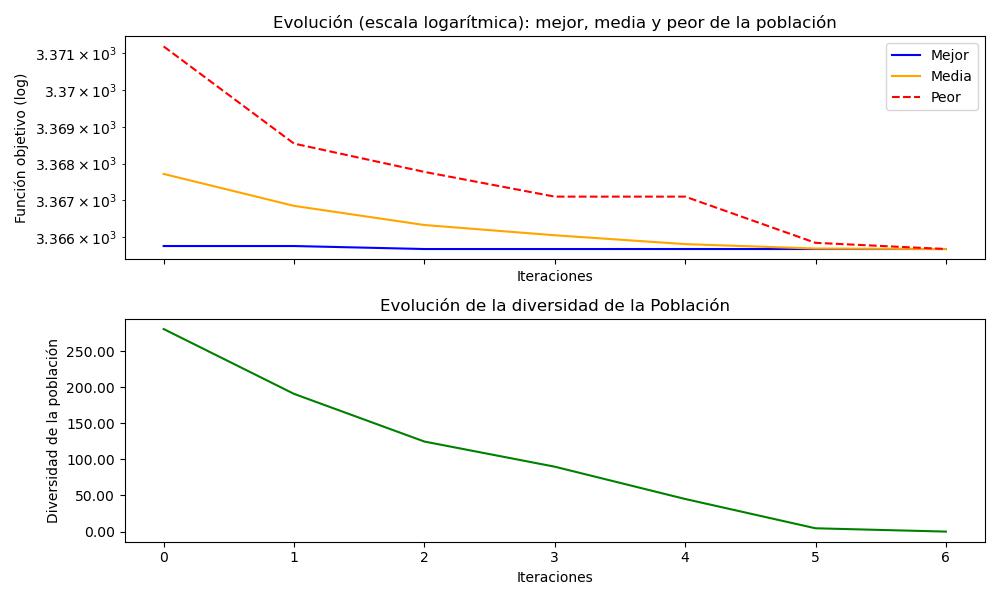 Evolución (escala logarítmica): mejor, media y peor de la población
Función objetivo (log)
3.371 × 10³
3.37 × 10³
3.369 × 10³
3.368 × 10³
3.367 × 10³
3.366 × 10³
Mejor
Media
Peor
Iteraciones
Evolución de la diversidad de la Población
Diversidad de la población
250.00
200.00
150.00
100.00
50.00
0.00
0 1 2 3 4 5 6
Iteraciones